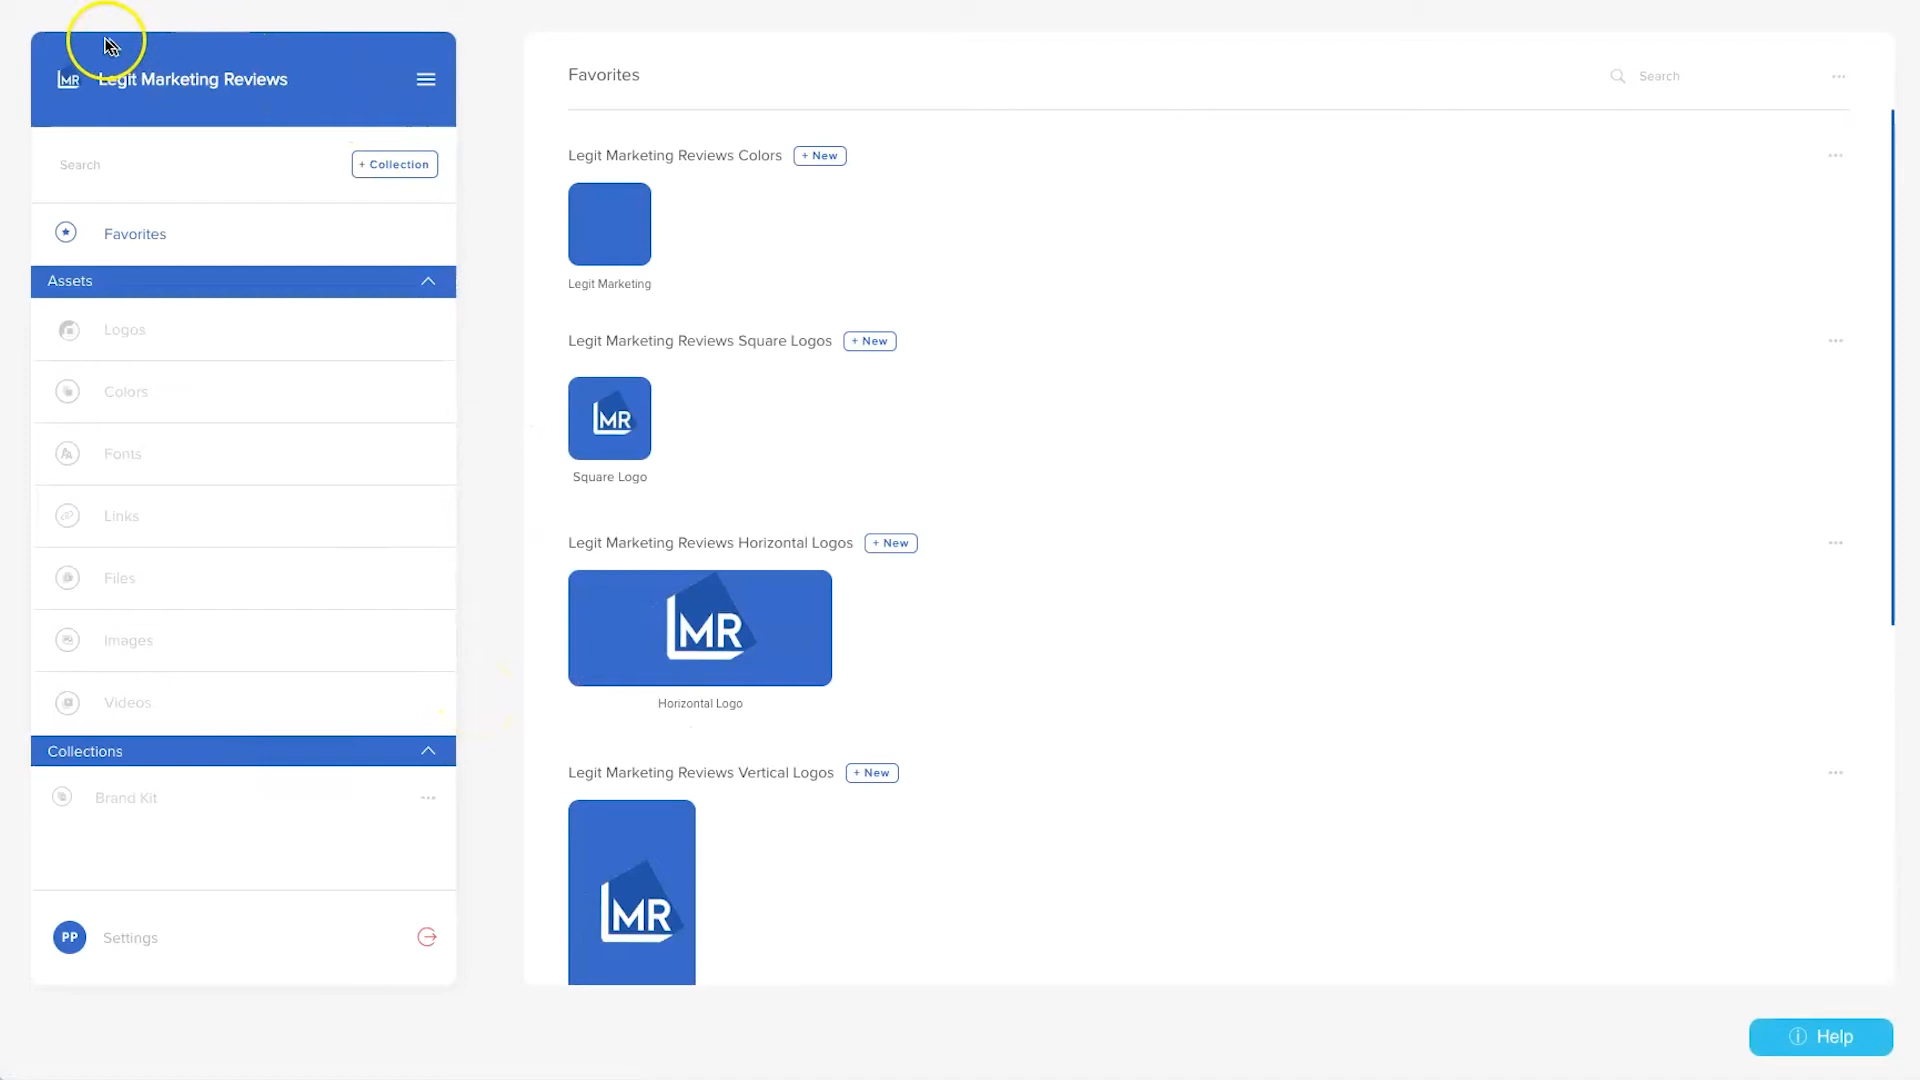 MR Legit Marketing Reviews
Search
+ Collection
Favorites
Assets
Logos
Colors
Fonts
Links
Files
Images
Videos
Collections
Brand Kit
PP Settings
Favorites
Search
Legit Marketing Reviews Colors + New
Legit Marketing
Legit Marketing Reviews Square Logos + New
MR
Square Logo
Legit Marketing Reviews Horizontal Logos + New
MR
Horizontal Logo
Legit Marketing Reviews Vertical Logos + New
MR
Help